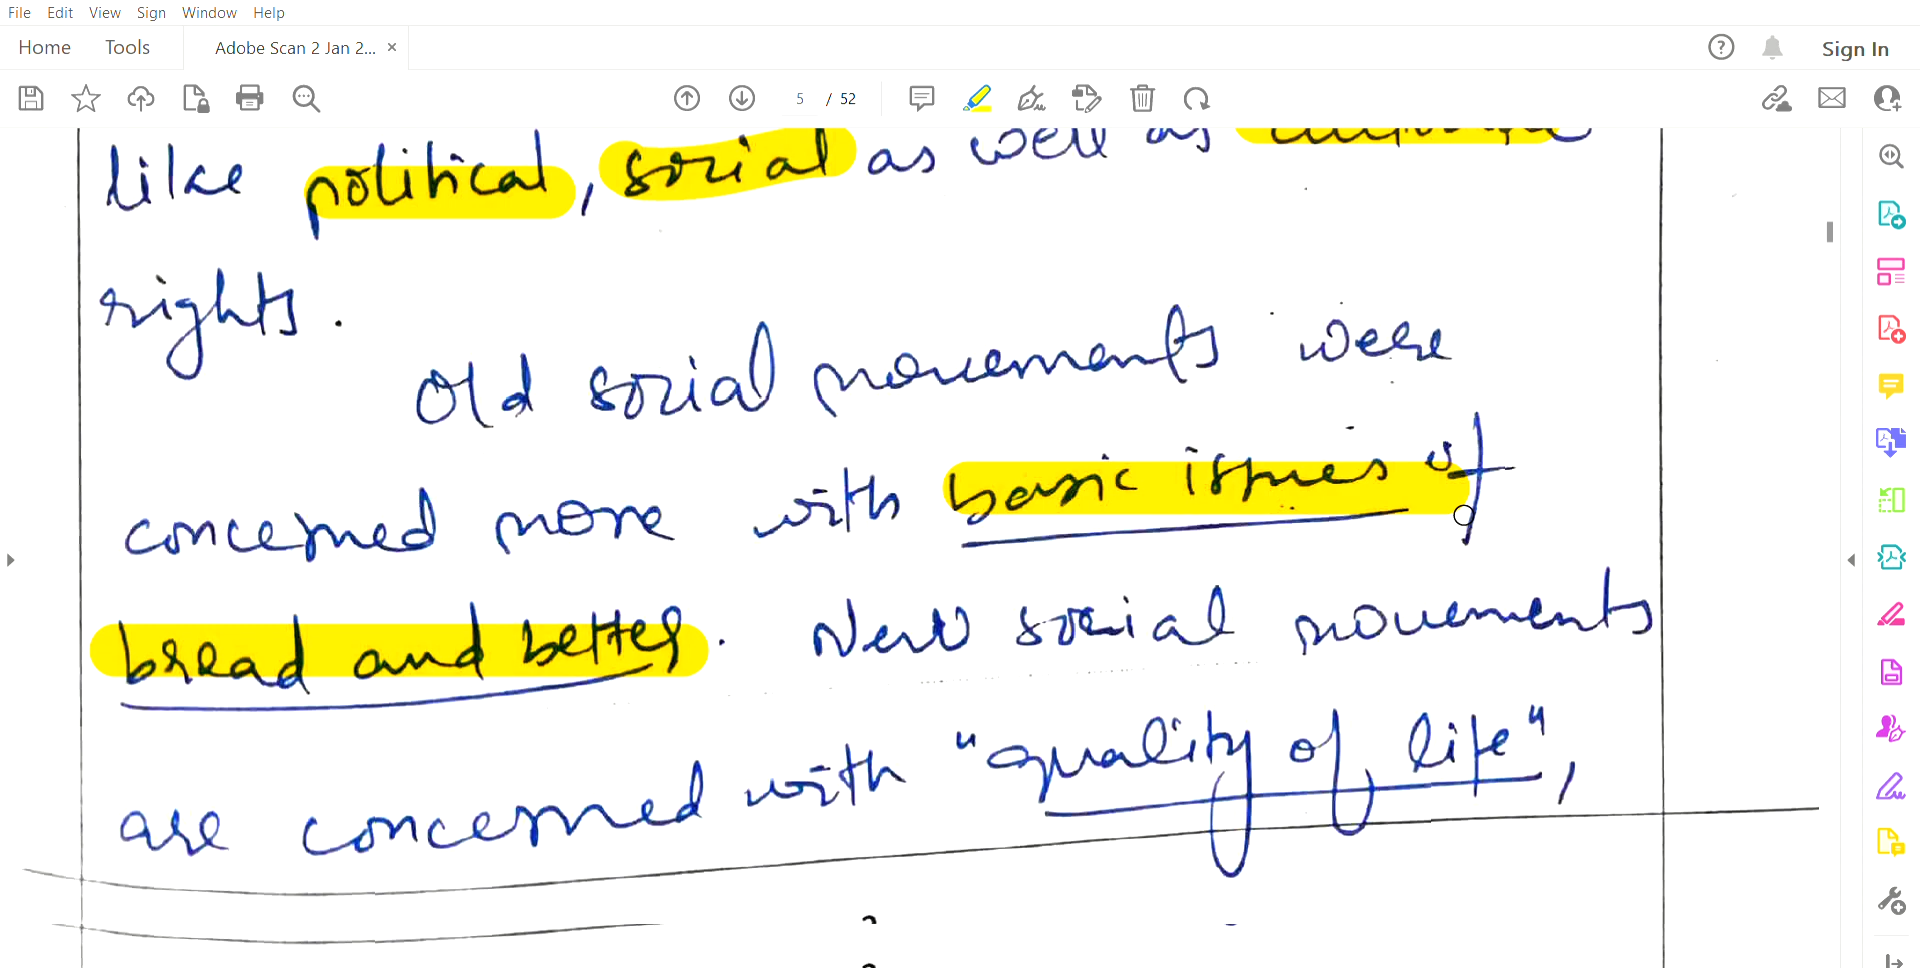 File Edit View Sign Window Help
Home Tools Adobe Scan 2 Jan 2... × ? Sign In
5 / 52
like political, social as well as
rights.
Old social movements were
concerned more with basic issues of
bread and better. New social movements
are concerned with "quality of life",